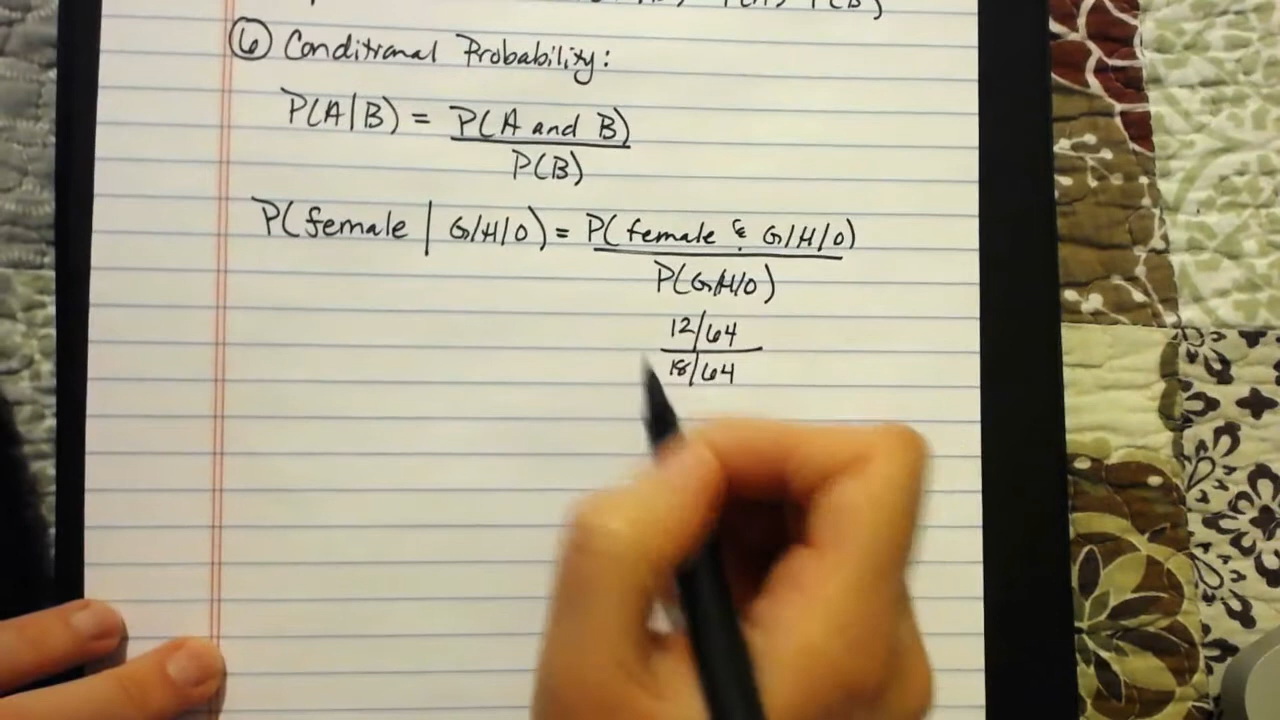 P(B)
⑥ Conditional Probability:
P(A|B) = P(A and B)
P(B)
P(female | G/H/O) = P(female & G/H/O)
P(G/H/O)
12/64
18/64